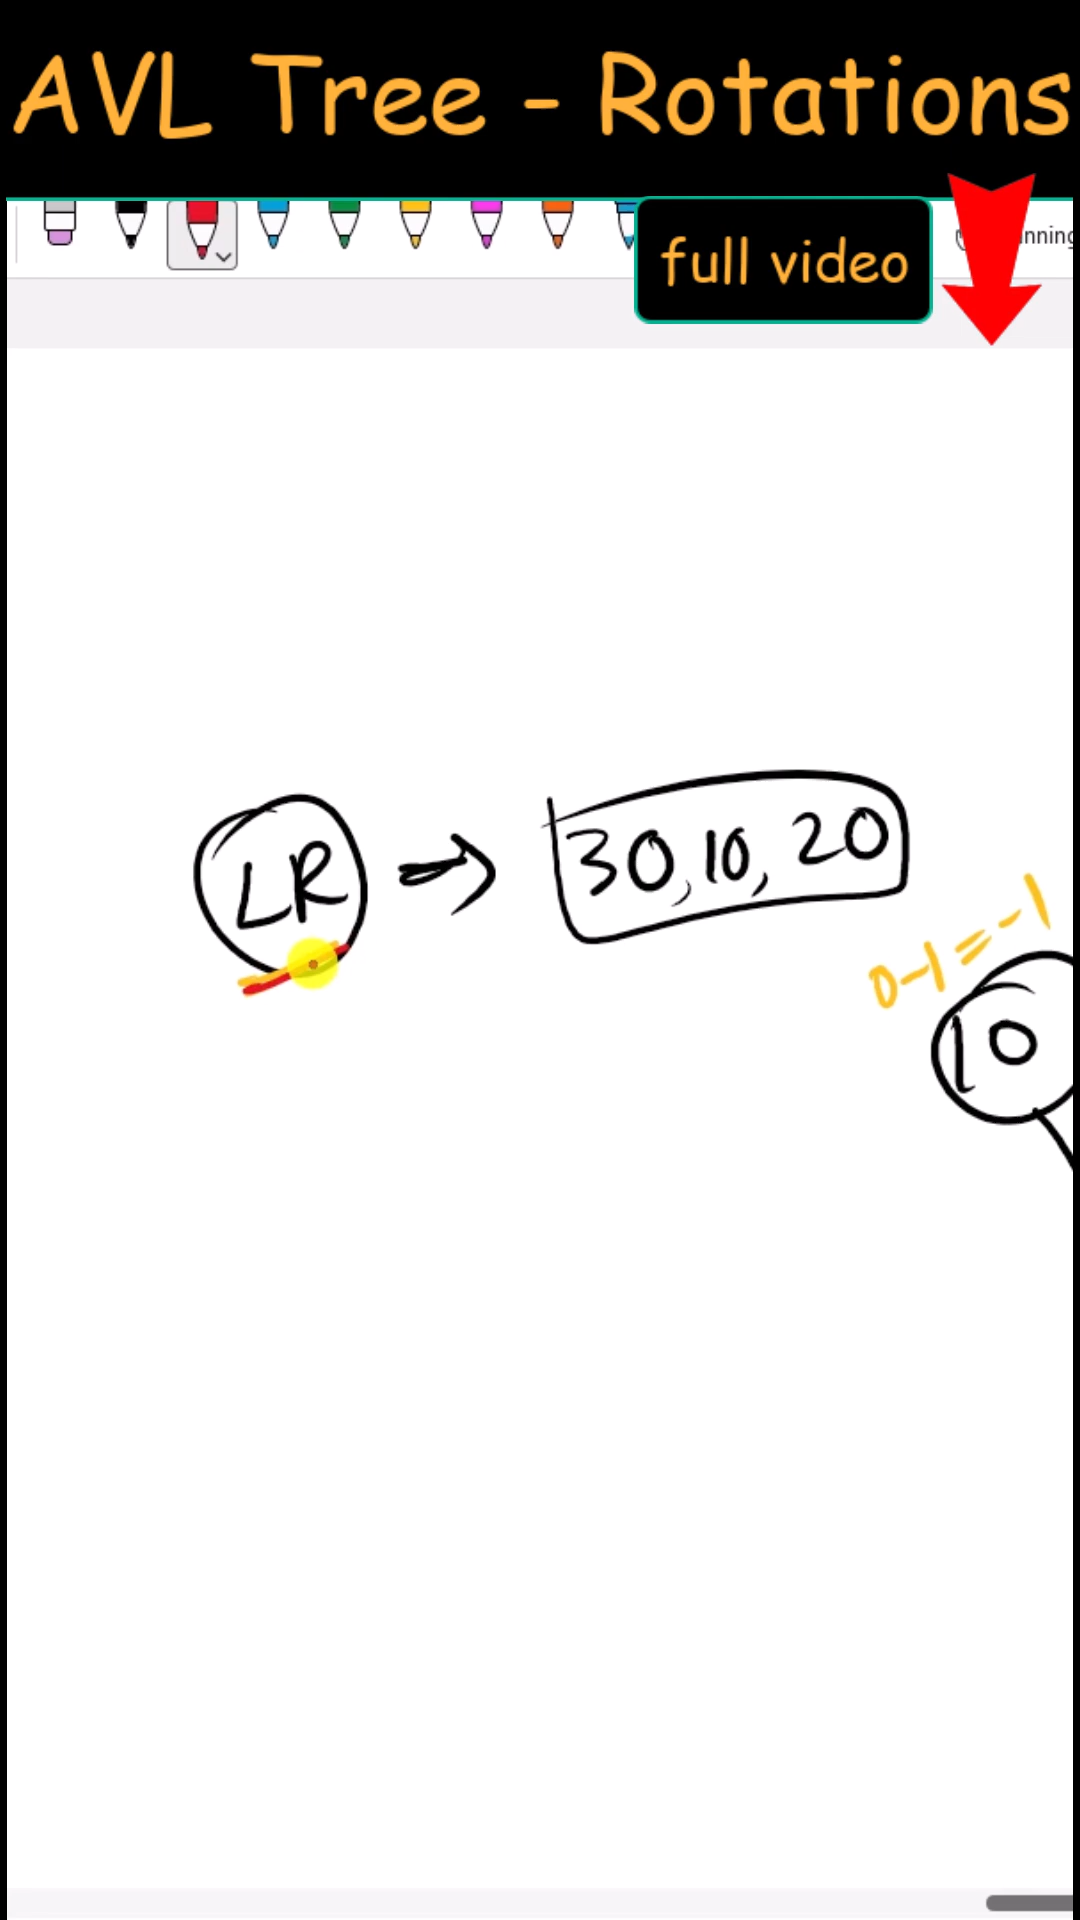 AVL Tree - Rotations
full video
LR → 30, 10, 20
0-1=-1
10